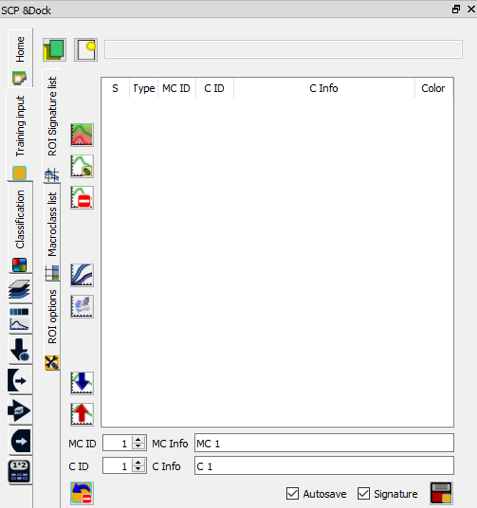 SCP &Dock
Home
Training input
Classification
ROI Signature list
Macroclass list
ROI options
S Type MC ID C ID C Info Color
MC ID 1 MC Info MC 1
C ID 1 C Info C 1
Autosave Signature